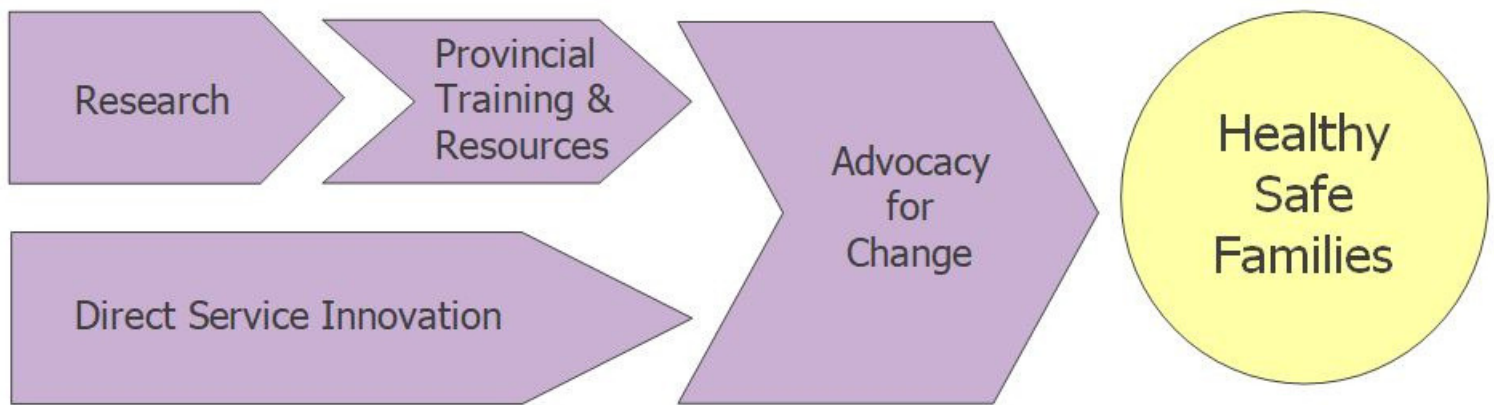 Research
Provincial
Training &
Resources
Direct Service Innovation
Advocacy
for
Change
Healthy
Safe
Families